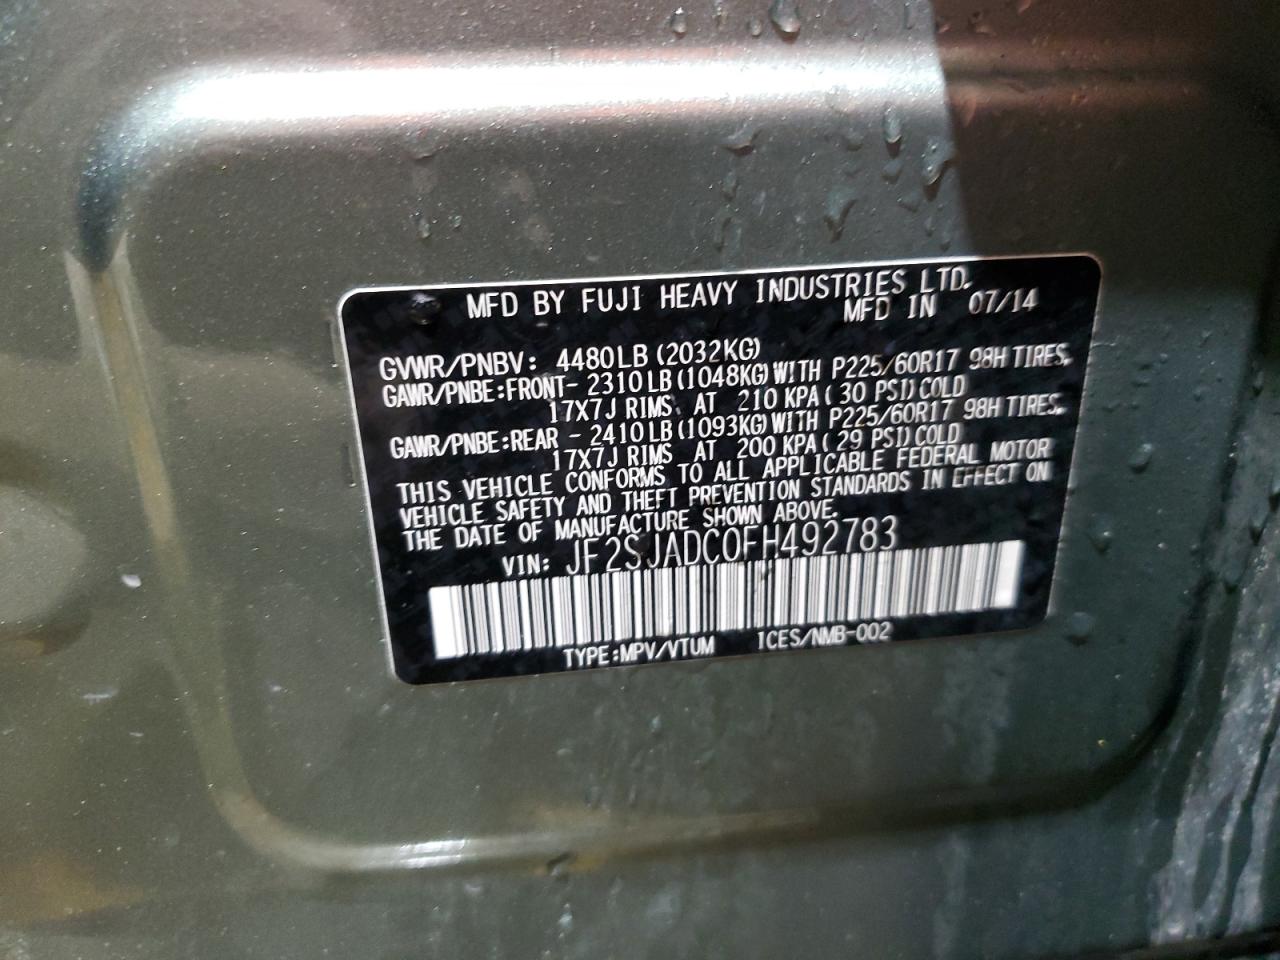 MFD BY FUJI HEAVY INDUSTRIES LTD.
MFD IN 07/14
GVWR/PNBV: 4480LB (2032KG)
GAWR/PNBE:FRONT- 2310LB (1048KG) WITH P225/60R17 98H TIRES,
17X7J RIMS, AT 210 KPA ( 30 PSI) COLD
GAWR/PNBE:REAR - 2410LB (1093KG) WITH P225/60R17 98H TIRES,
17X7J RIMS AT 200 KPA ( 29 PSI) COLD
THIS VEHICLE CONFORMS TO ALL APPLICABLE FEDERAL MOTOR
VEHICLE SAFETY AND THEFT PREVENTION STANDARDS IN EFFECT ON
THE DATE OF MANUFACTURE SHOWN ABOVE.
VIN: JF2SJADC0FH492783
TYPE:MPV/VTUM ICES/NMB-002